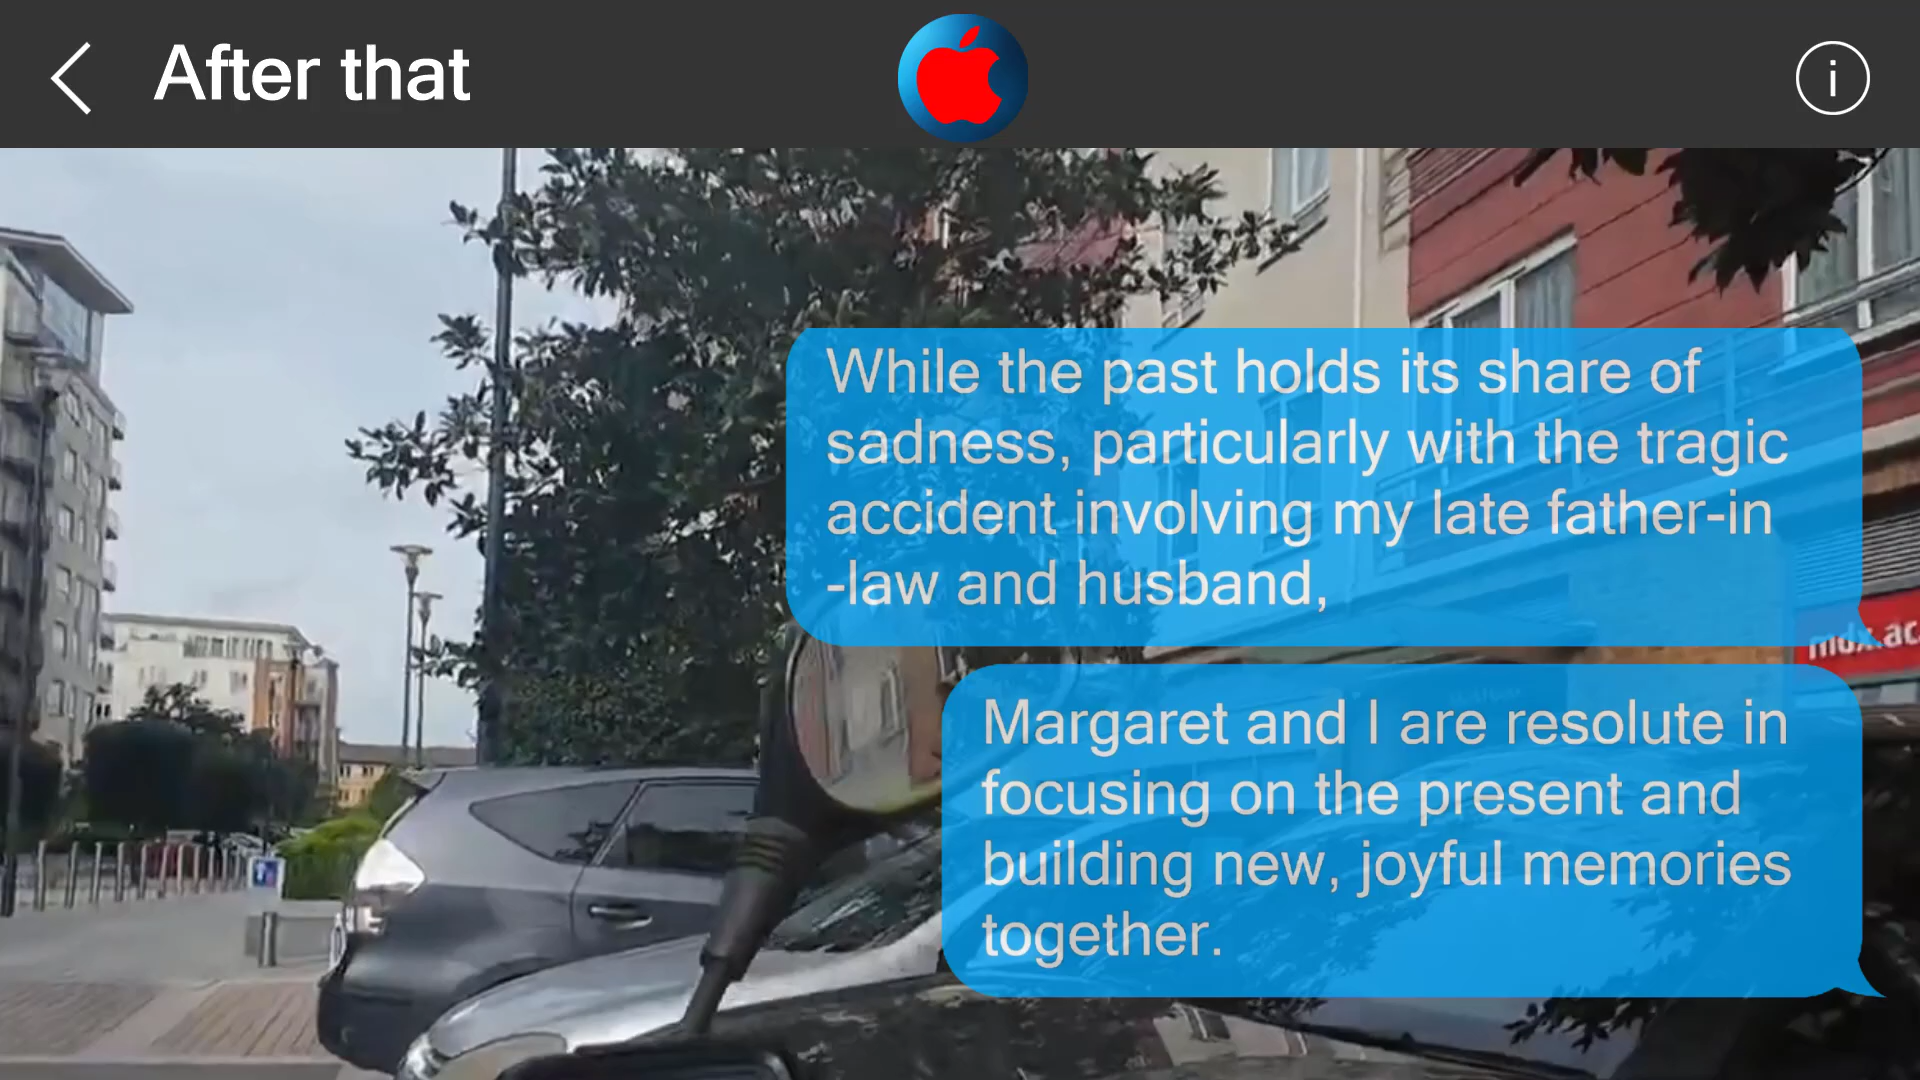 After that
While the past holds its share of
sadness, particularly with the tragic
accident involving my late father-in
-law and husband,
mdx.ac
Margaret and I are resolute in
focusing on the present and
building new, joyful memories
together.